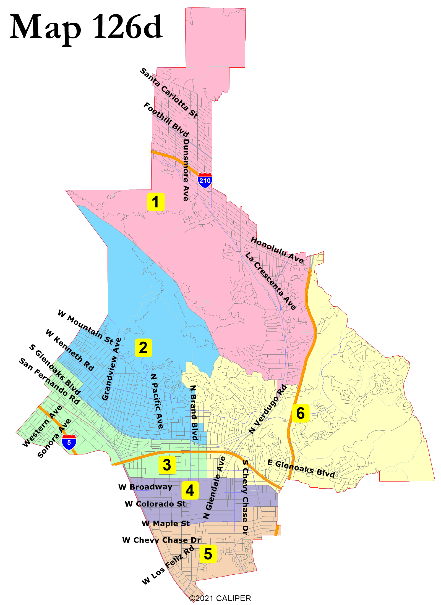 Map 126d
Santa Carlotta St
Foothill Blvd
Dunsmore Ave
210
1
Honolulu Ave
La Crescenta Ave
W Mountain St
W Kenneth Rd
S Glenoaks Blvd
San Fernando Rd
Grandview Ave
2
N Pacific Ave
N Brand Blvd
N Verdugo Rd
6
Western Ave
Sonora Ave
5
3
E Glenoaks Blvd
W Broadway
4
N Glendale Ave
S Chevy Chase Dr
W Colorado St
W Maple St
W Chevy Chase Dr
5
W Los Feliz Rd
©2021 CALIPER